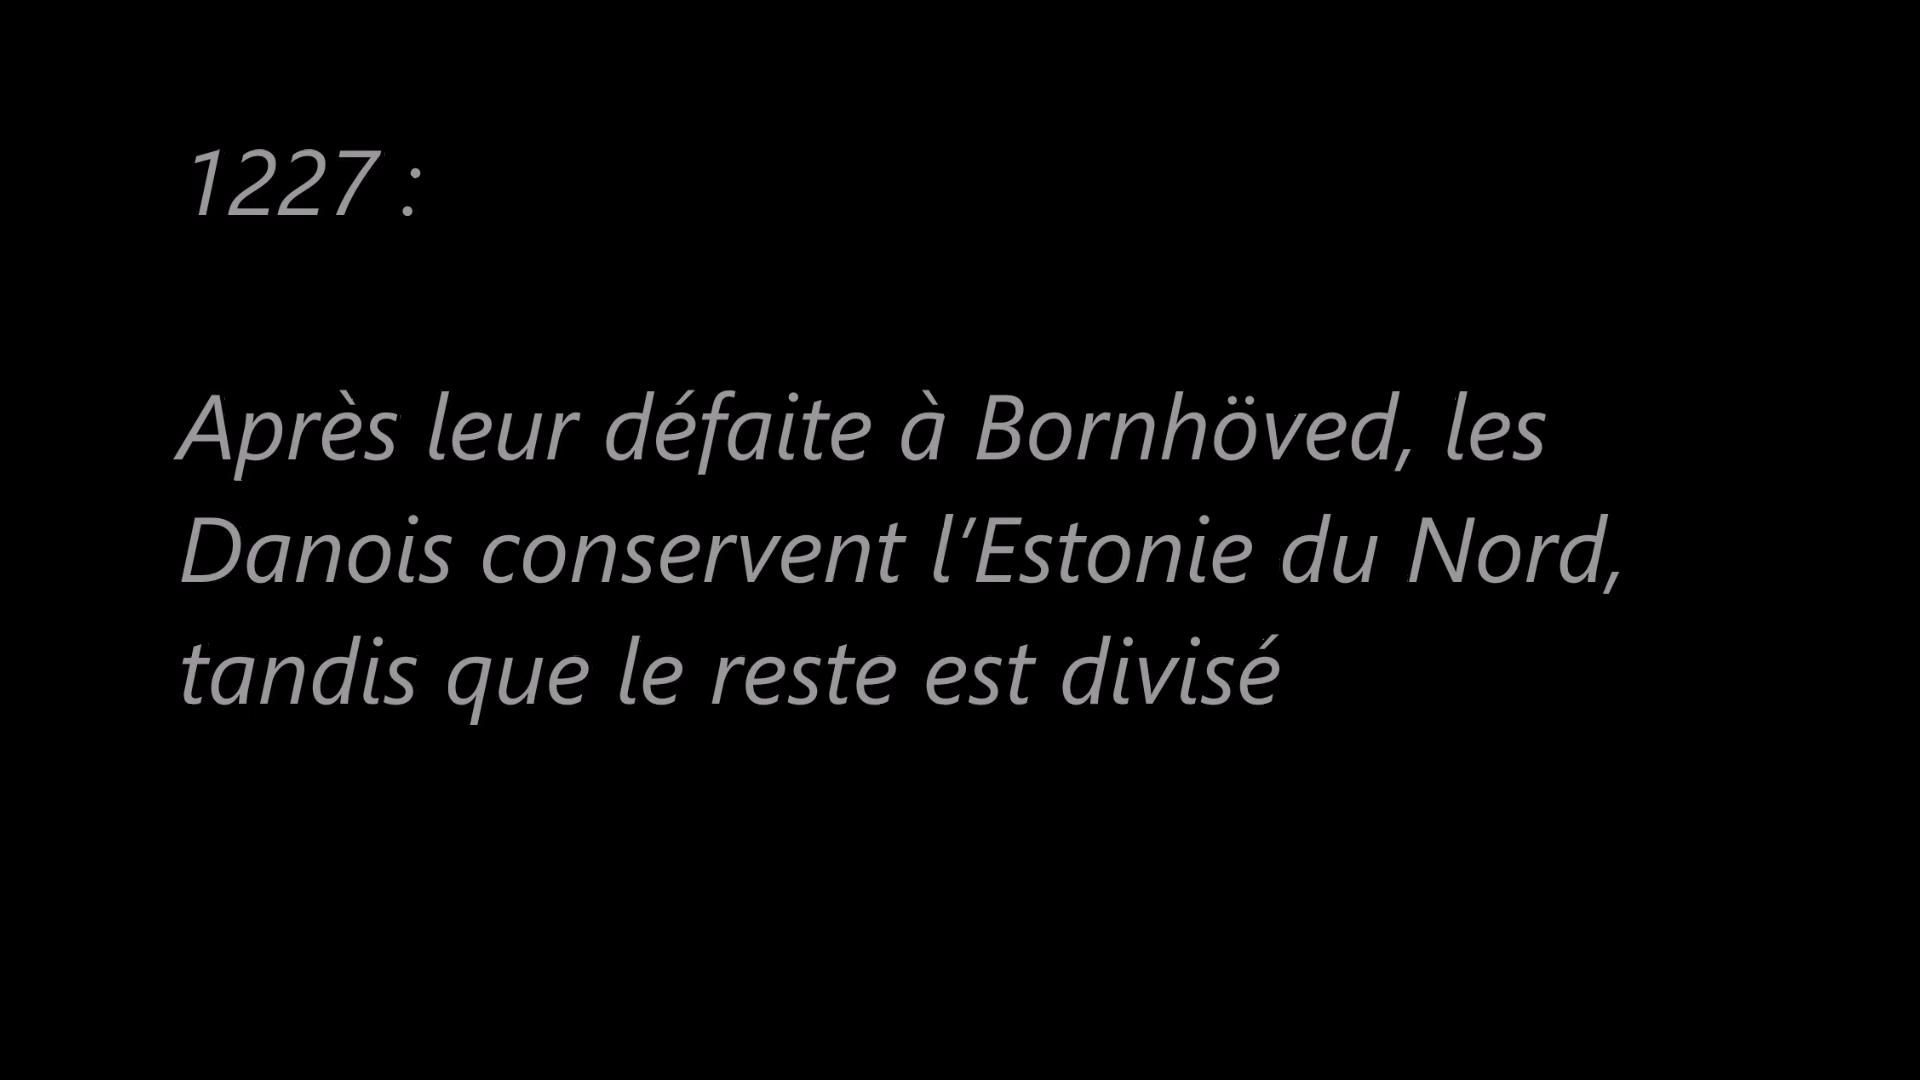 1227 :
Après leur défaite à Bornhöved, les
Danois conservent l’Estonie du Nord,
tandis que le reste est divisé